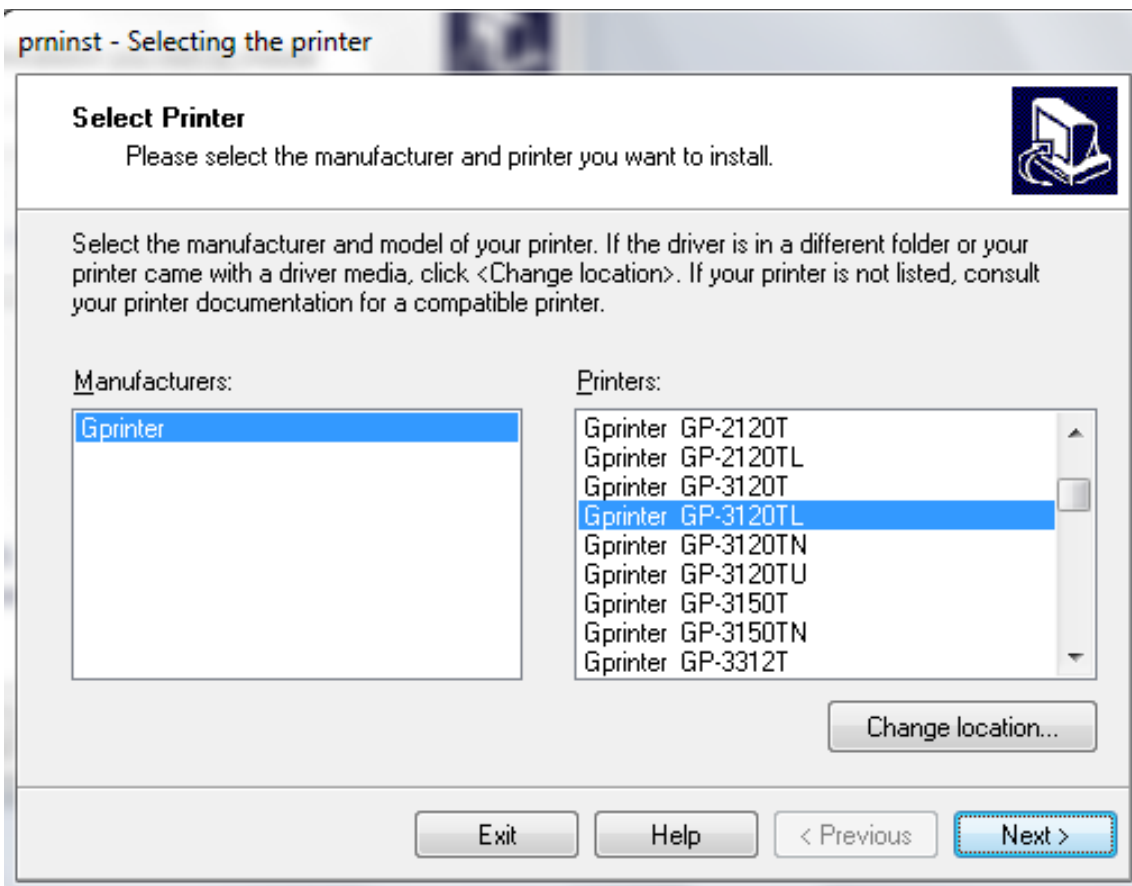 prninst - Selecting the printer
Select Printer
Please select the manufacturer and printer you want to install.
Select the manufacturer and model of your printer. If the driver is in a different folder or your
printer came with a driver media, click <Change location>. If your printer is not listed, consult
your printer documentation for a compatible printer.
Manufacturers:
Gprinter
Printers:
Gprinter GP-2120T
Gprinter GP-2120TL
Gprinter GP-3120T
Gprinter GP-3120TL
Gprinter GP-3120TN
Gprinter GP-3120TU
Gprinter GP-3150T
Gprinter GP-3150TN
Gprinter GP-3312T
Change location...
Exit Help < Previous Next >